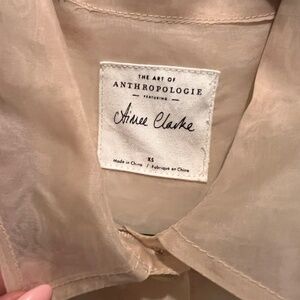 THE ART OF
ANTHROPOLOGIE
— FEATURING —
Aimee Clarke
XS
Made in China / Fabriqué en Chine